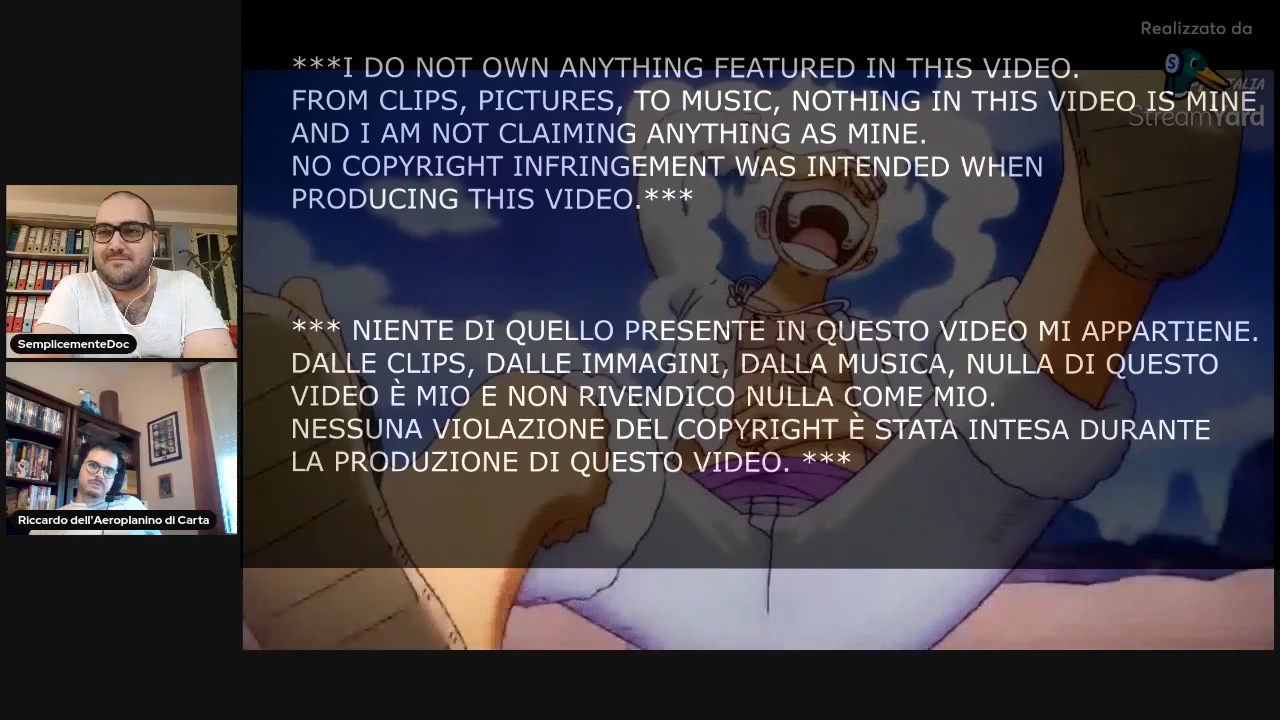 Realizzato da
***I DO NOT OWN ANYTHING FEATURED IN THIS VIDEO.
ITALIA
FROM CLIPS, PICTURES, TO MUSIC, NOTHING IN THIS VIDEO IS MINE
StreamYard
AND I AM NOT CLAIMING ANYTHING AS MINE.
NO COPYRIGHT INFRINGEMENT WAS INTENDED WHEN
PRODUCING THIS VIDEO.***
*** NIENTE DI QUELLO PRESENTE IN QUESTO VIDEO MI APPARTIENE.
DALLE CLIPS, DALLE IMMAGINI, DALLA MUSICA, NULLA DI QUESTO
VIDEO È MIO E NON RIVENDICO NULLA COME MIO.
NESSUNA VIOLAZIONE DEL COPYRIGHT È STATA INTESA DURANTE
LA PRODUZIONE DI QUESTO VIDEO. ***
SemplicementeDoc
Riccardo dell'Aeroplanino di Carta